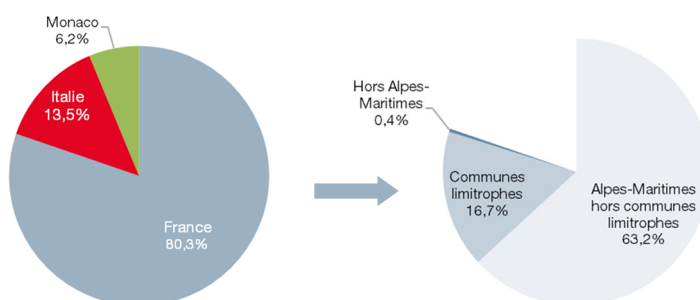 Monaco
6,2%
Italie
13,5%
France
80,3%
Hors Alpes-
Maritimes
0,4%
Communes
limitrophes
16,7%
Alpes-Maritimes
hors communes
limitrophes
63,2%